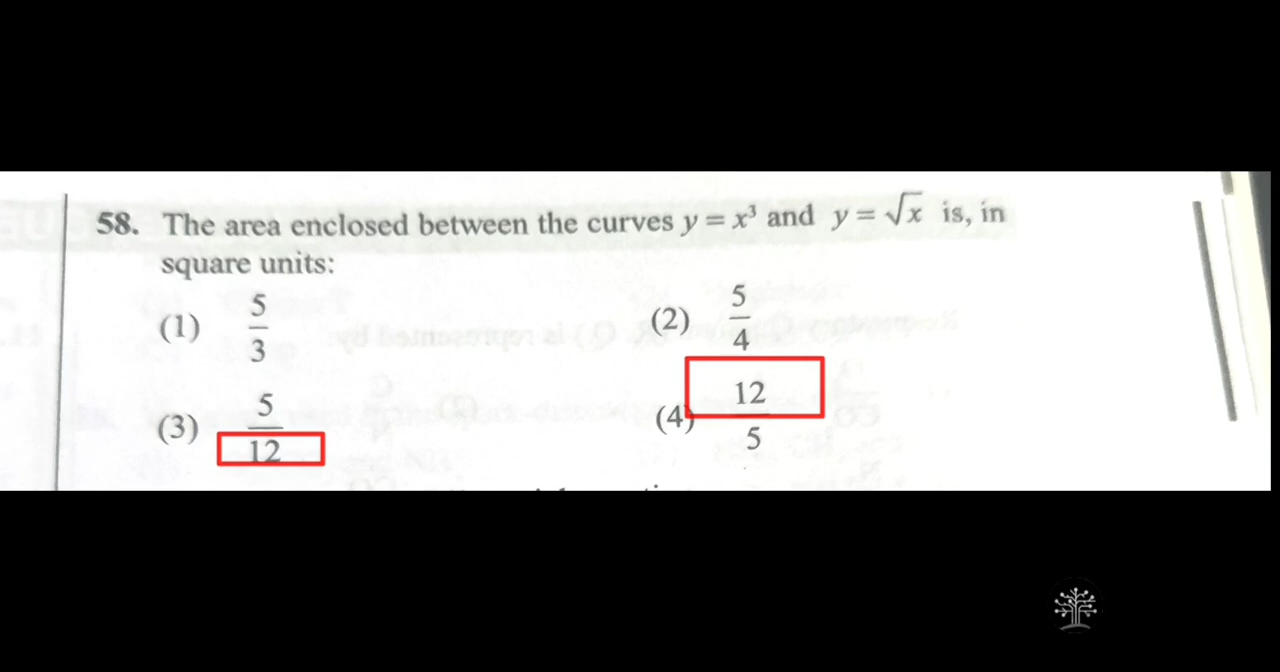 58. The area enclosed between the curves y = x³ and y = √x is, in
square units:
(1) 5/3 (2) 5/4
(3) 5/12 (4) 12/5